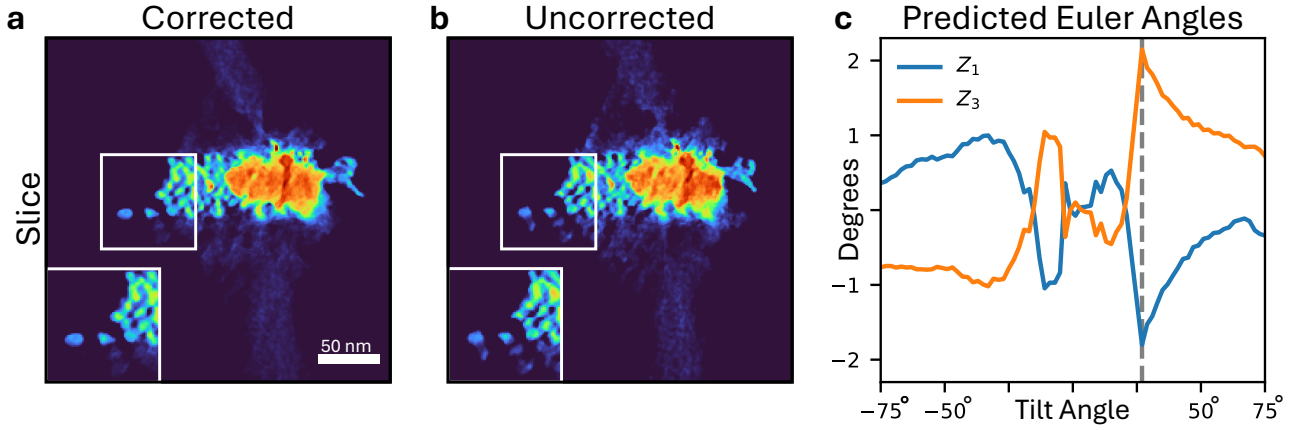 a Corrected
b Uncorrected
c Predicted Euler Angles
Slice
50 nm
Z₁
Z₃
Degrees
2
1
−1
−2
−75° −50° Tilt Angle 50° 75°